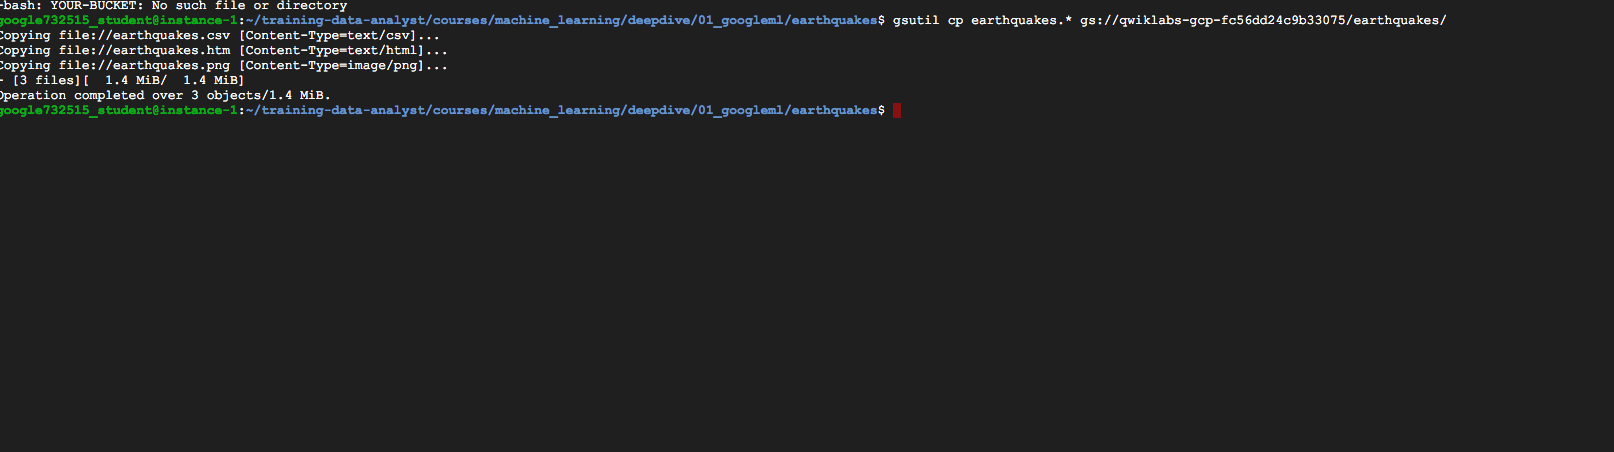 -bash: YOUR-BUCKET: No such file or directory
google732515_student@instance-1:~/training-data-analyst/courses/machine_learning/deepdive/01_googleml/earthquakes$ gsutil cp earthquakes.* gs://qwiklabs-gcp-fc56dd24c9b33075/earthquakes/
Copying file://earthquakes.csv [Content-Type=text/csv]...
Copying file://earthquakes.htm [Content-Type=text/html]...
Copying file://earthquakes.png [Content-Type=image/png]...
- [3 files][  1.4 MiB/  1.4 MiB]
Operation completed over 3 objects/1.4 MiB.
google732515_student@instance-1:~/training-data-analyst/courses/machine_learning/deepdive/01_googleml/earthquakes$